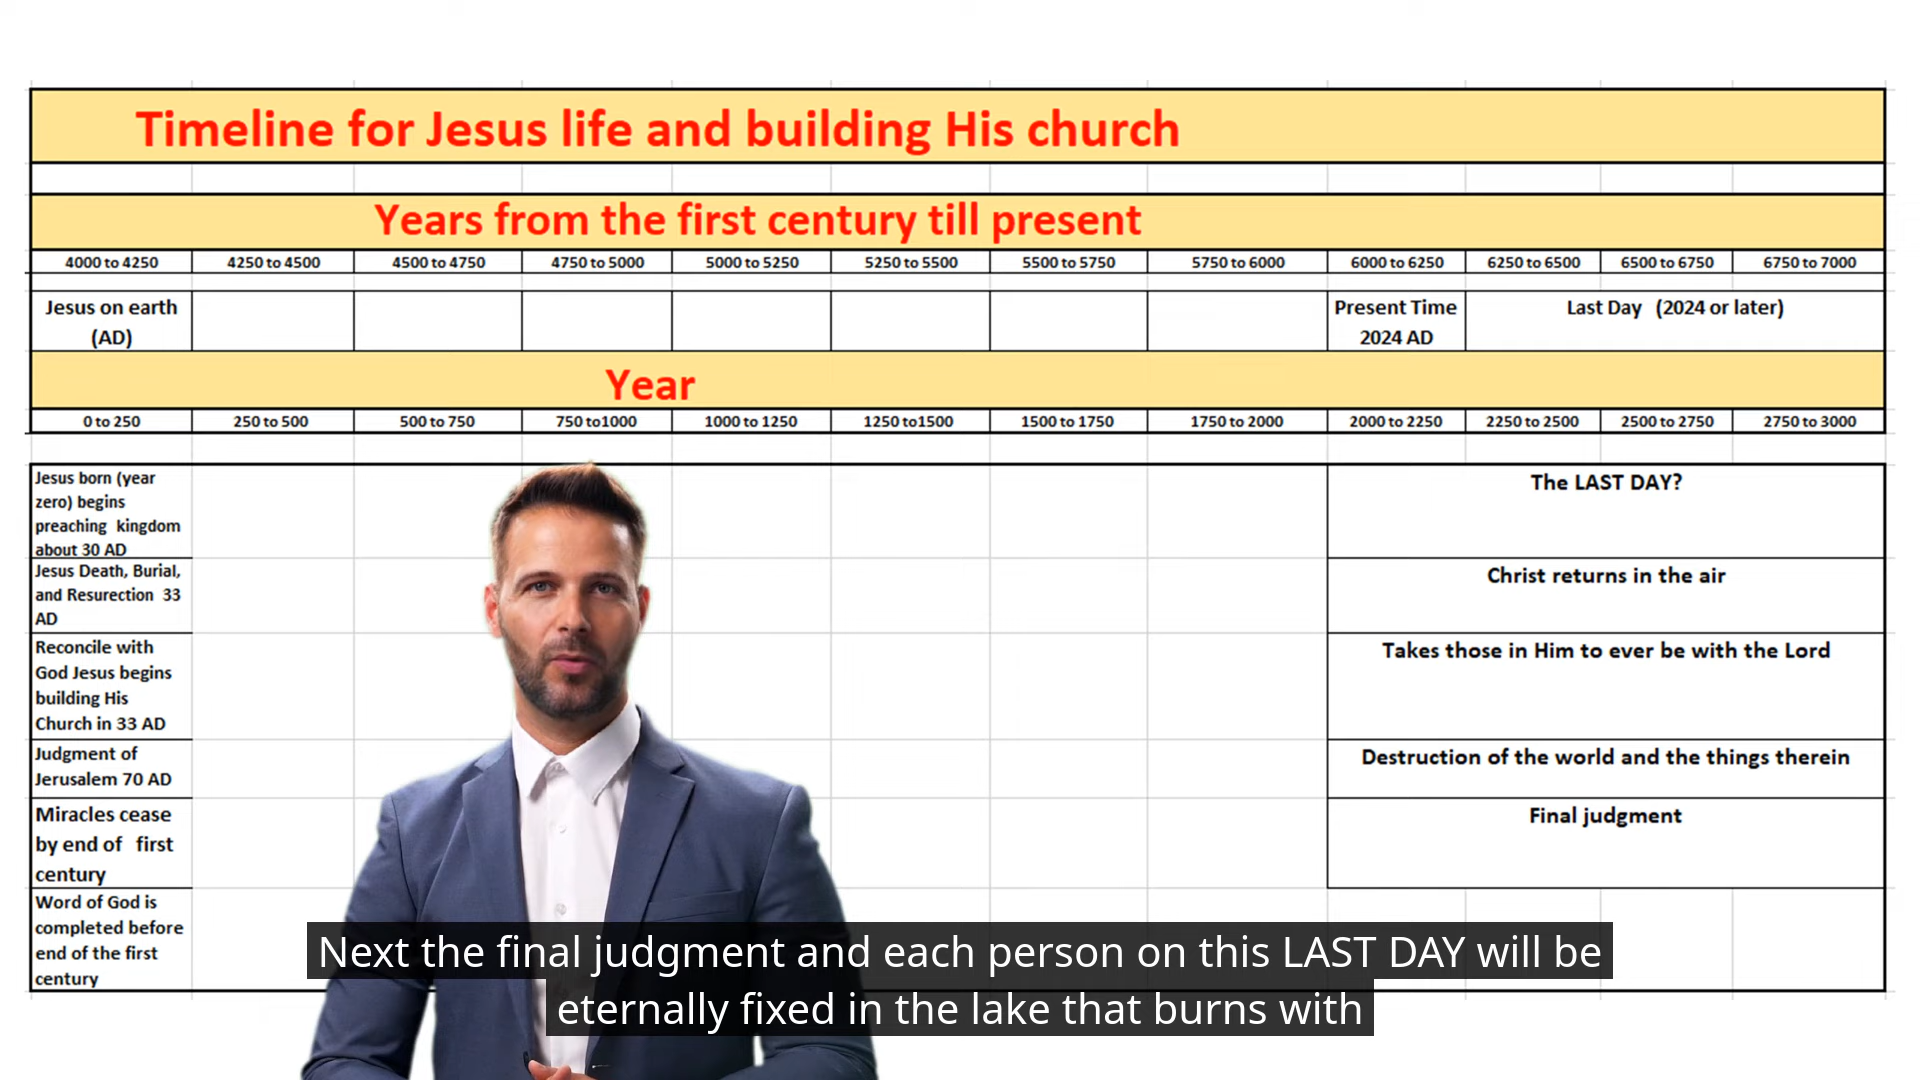 Timeline for Jesus life and building His church
Years from the first century till present
4000 to 4250 4250 to 4500 4500 to 4750 4750 to 5000 5000 to 5250 5250 to 5500 5500 to 5750 5750 to 6000 6000 to 6250 6250 to 6500 6500 to 6750 6750 to 7000
Jesus on earth
(AD)
Present Time
2024 AD
Last Day (2024 or later)
Year
0 to 250 250 to 500 500 to 750 750 to1000 1000 to 1250 1250 to1500 1500 to 1750 1750 to 2000 2000 to 2250 2250 to 2500 2500 to 2750 2750 to 3000
Jesus born (year
zero) begins
preaching kingdom
about 30 AD
Jesus Death, Burial,
and Resurection 33
AD
Reconcile with
God Jesus begins
building His
Church in 33 AD
Judgment of
Jerusalem 70 AD
Miracles cease
by end of first
century
Word of God is
completed before
end of the first
century
The LAST DAY?
Christ returns in the air
Takes those in Him to ever be with the Lord
Destruction of the world and the things therein
Final judgment
Next the final judgment and each person on this LAST DAY will be
eternally fixed in the lake that burns with